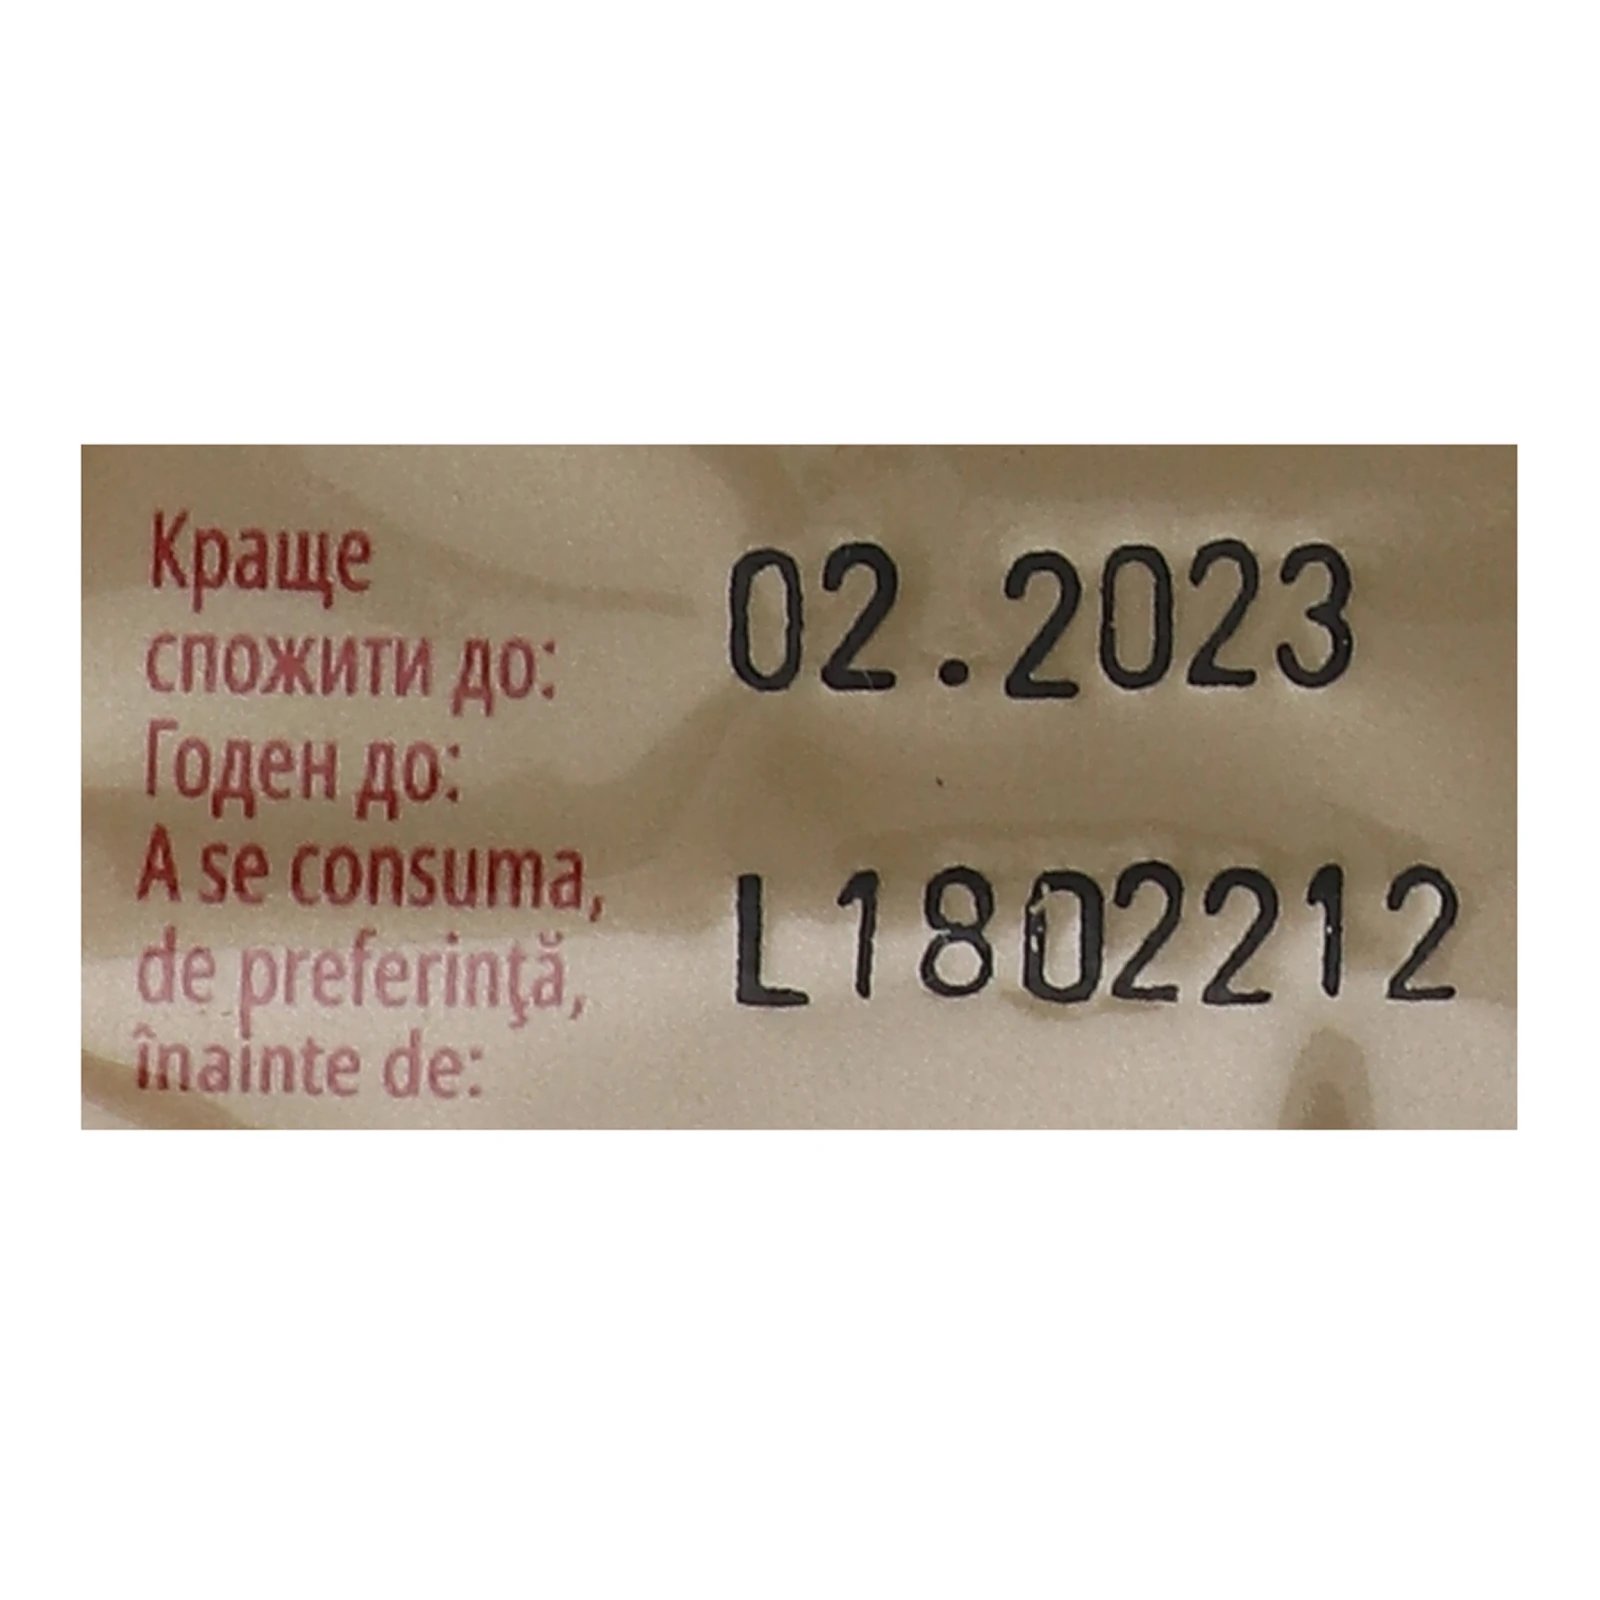 Краще
спожити до:
Годен до:
A se consuma,
de preferinţă,
înainte de:
02.2023
L1802212